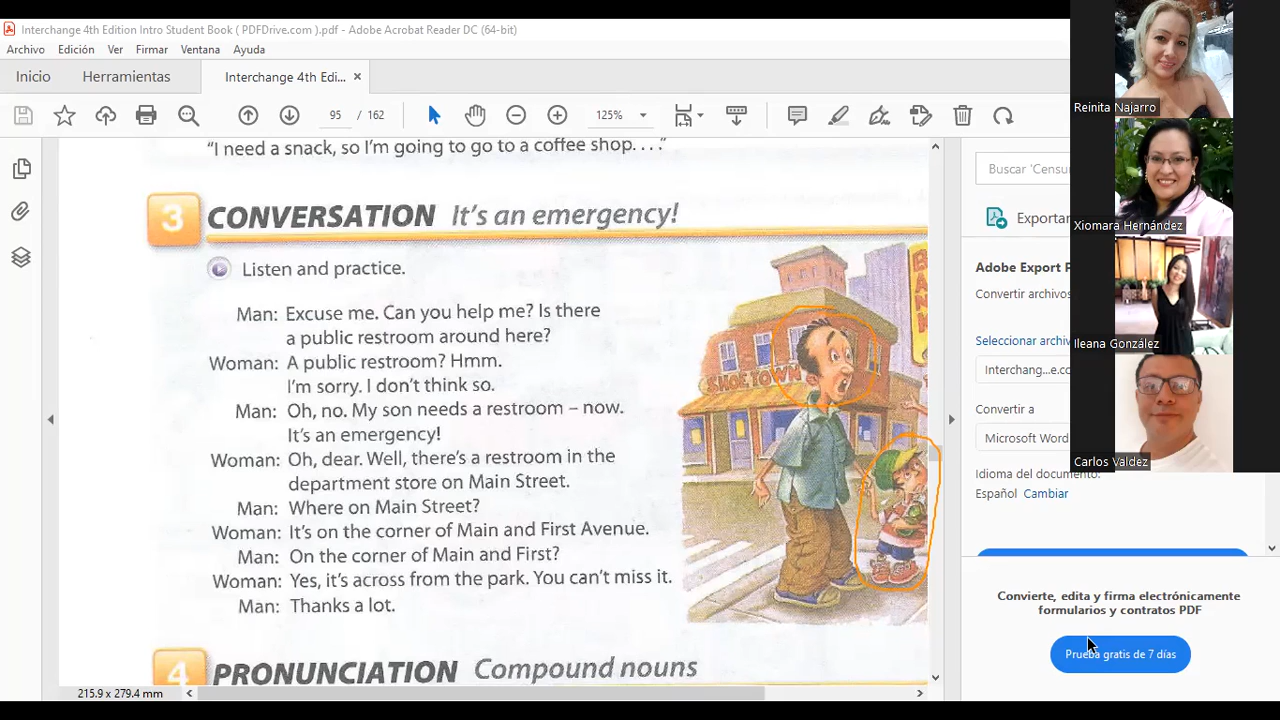 Interchange 4th Edition Intro Student Book ( PDFDrive.com ).pdf - Adobe Acrobat Reader DC (64-bit)
Archivo Edición Ver Firmar Ventana Ayuda
Inicio Herramientas Interchange 4th Edi... ×
95 / 162 125%
"I need a snack, so I'm going to go to a coffee shop. . . ."
3 CONVERSATION It's an emergency!
Listen and practice.
Man: Excuse me. Can you help me? Is there
a public restroom around here?
Woman: A public restroom? Hmm.
I'm sorry. I don't think so.
Man: Oh, no. My son needs a restroom – now.
It's an emergency!
Woman: Oh, dear. Well, there's a restroom in the
department store on Main Street.
Man: Where on Main Street?
Woman: It's on the corner of Main and First Avenue.
Man: On the corner of Main and First?
Woman: Yes, it's across from the park. You can't miss it.
Man: Thanks a lot.
SHOE TOWN
BANK
4 PRONUNCIATION Compound nouns
215.9 x 279.4 mm
Buscar 'Censu
Exportar
Adobe Export P
Convertir archivos
Seleccionar archiv
Interchang...e.co
Convertir a
Microsoft Word
Idioma del documento:
Español Cambiar
Convierte, edita y firma electrónicamente
formularios y contratos PDF
Prueba gratis de 7 días
Reinita Najarro
Xiomara Hernández
Ileana González
Carlos Valdez